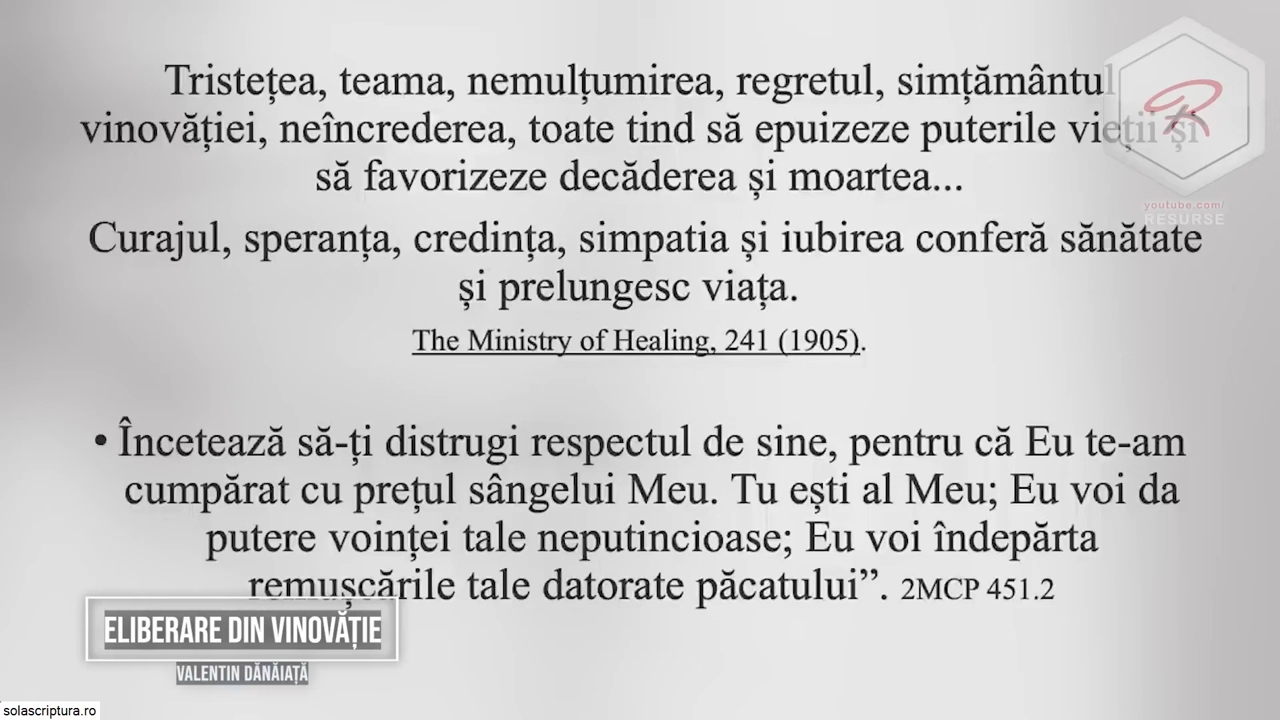 Tristețea, teama, nemulțumirea, regretul, simțământul
vinovăției, neîncrederea, toate tind să epuizeze puterile vieții și
să favorizeze decăderea și moartea...
Curajul, speranța, credința, simpatia și iubirea conferă sănătate
și prelungesc viața.
The Ministry of Healing, 241 (1905).
• Încetează să-ți distrugi respectul de sine, pentru că Eu te-am
cumpărat cu prețul sângelui Meu. Tu ești al Meu; Eu voi da
putere voinței tale neputincioase; Eu voi îndepărta
remușcările tale datorate păcatului”. 2MCP 451.2
ELIBERARE DIN VINOVĂȚIE
VALENTIN DĂNĂIAȚĂ
solascriptura.ro
R
youtube.com/
RESURSE